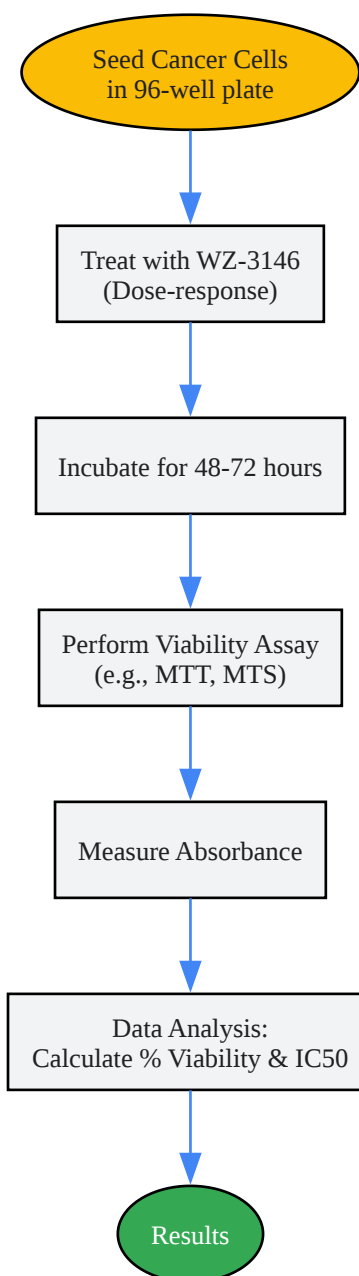 Seed Cancer Cells
in 96-well plate
Treat with WZ-3146
(Dose-response)
Incubate for 48-72 hours
Perform Viability Assay
(e.g., MTT, MTS)
Measure Absorbance
Data Analysis:
Calculate % Viability & IC50
Results